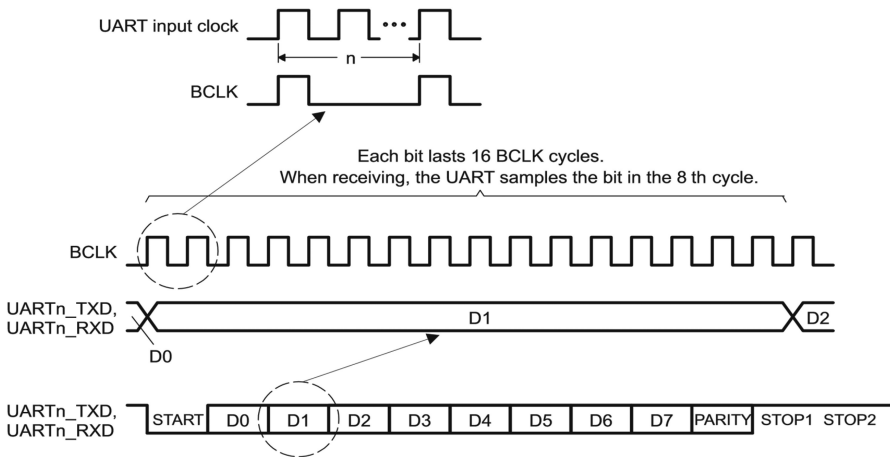 UART input clock
n
BCLK
Each bit lasts 16 BCLK cycles.
When receiving, the UART samples the bit in the 8 th cycle.
BCLK
UARTn_TXD,
UARTn_RXD
D1
D2
D0
UARTn_TXD,
UARTn_RXD
START D0 D1 D2 D3 D4 D5 D6 D7 PARITY STOP1 STOP2